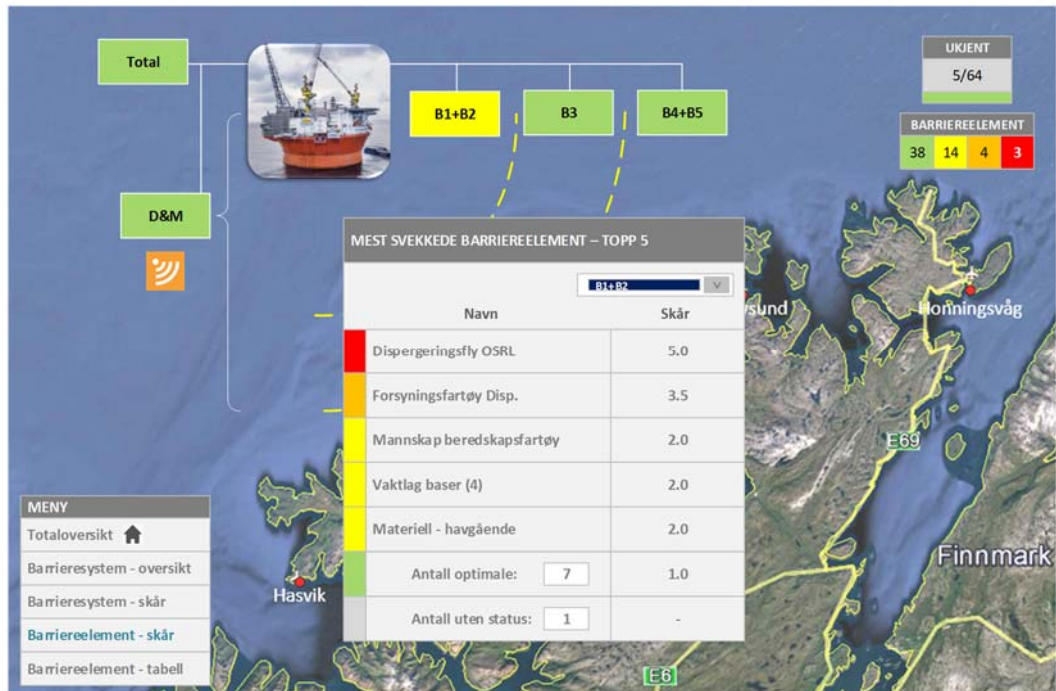 Total
UKJENT
5/64
B1+B2
B3
B4+B5
BARRIEREELEMENT
38 14 4 3
D&M
MEST SVEKKEDE BARRIEREELEMENT – TOPP 5
B1+B2 V
Navn Skår
sund
Honningsvåg
Dispergeringsfly OSRL 5.0
Forsyningsfartøy Disp. 3.5
Mannskap beredskapsfartøy 2.0
E69
Vaktlag baser (4) 2.0
MENY
Totaloversikt
Materiell - havgående 2.0
Finnmark
Barrieresystem - oversikt
Antall optimale: 7 1.0
Hasvik
Barrieresystem - skår
Antall uten status: 1 -
Barriereelement - skår
Barriereelement - tabell
E6